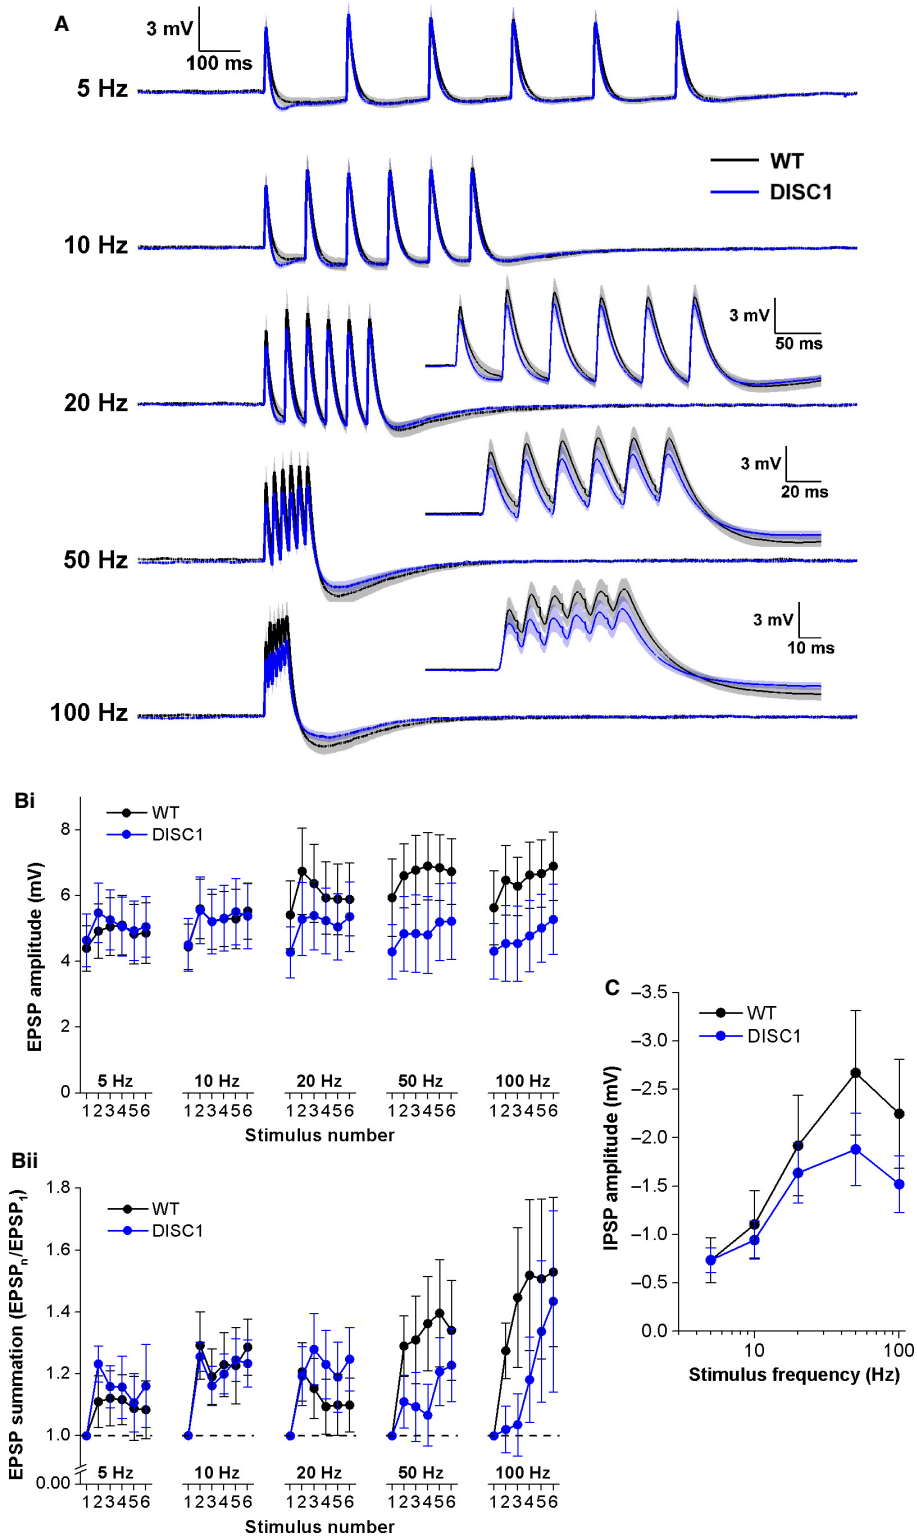 A
3 mV
100 ms
5 Hz
WT
DISC1
10 Hz
3 mV
50 ms
20 Hz
3 mV
20 ms
50 Hz
3 mV
10 ms
100 Hz
Bi
WT
DISC1
EPSP amplitude (mV)
8
6
4
2
0
5 Hz 10 Hz 20 Hz 50 Hz 100 Hz
123456 123456 123456 123456 123456
Stimulus number
Bii
WT
DISC1
EPSP summation (EPSPn/EPSP1)
1.8
1.6
1.4
1.2
1.0
0.00
5 Hz 10 Hz 20 Hz 50 Hz 100 Hz
123456 123456 123456 123456 123456
Stimulus number
C
WT
DISC1
IPSP amplitude (mV)
−3.5
−3.0
−2.5
−2.0
−1.5
−1.0
−0.5
0.0
10 100
Stimulus frequency (Hz)